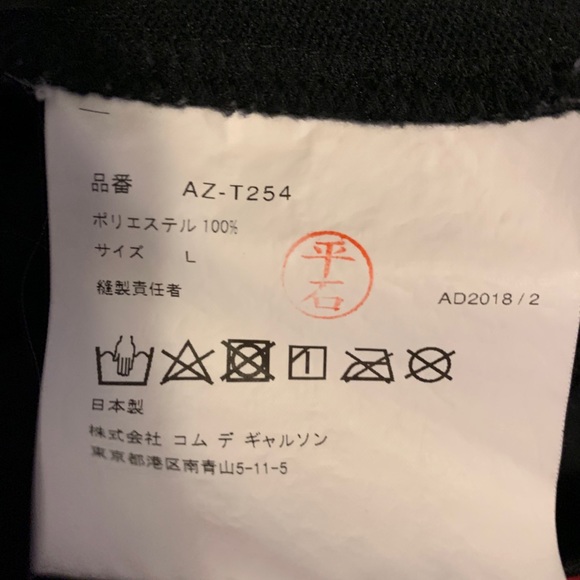 品番 AZ-T254
ポリエステル 100%
サイズ L
縫製責任者 平石
AD2018/2
日本製
株式会社 コム デ ギャルソン
東京都港区南青山5-11-5